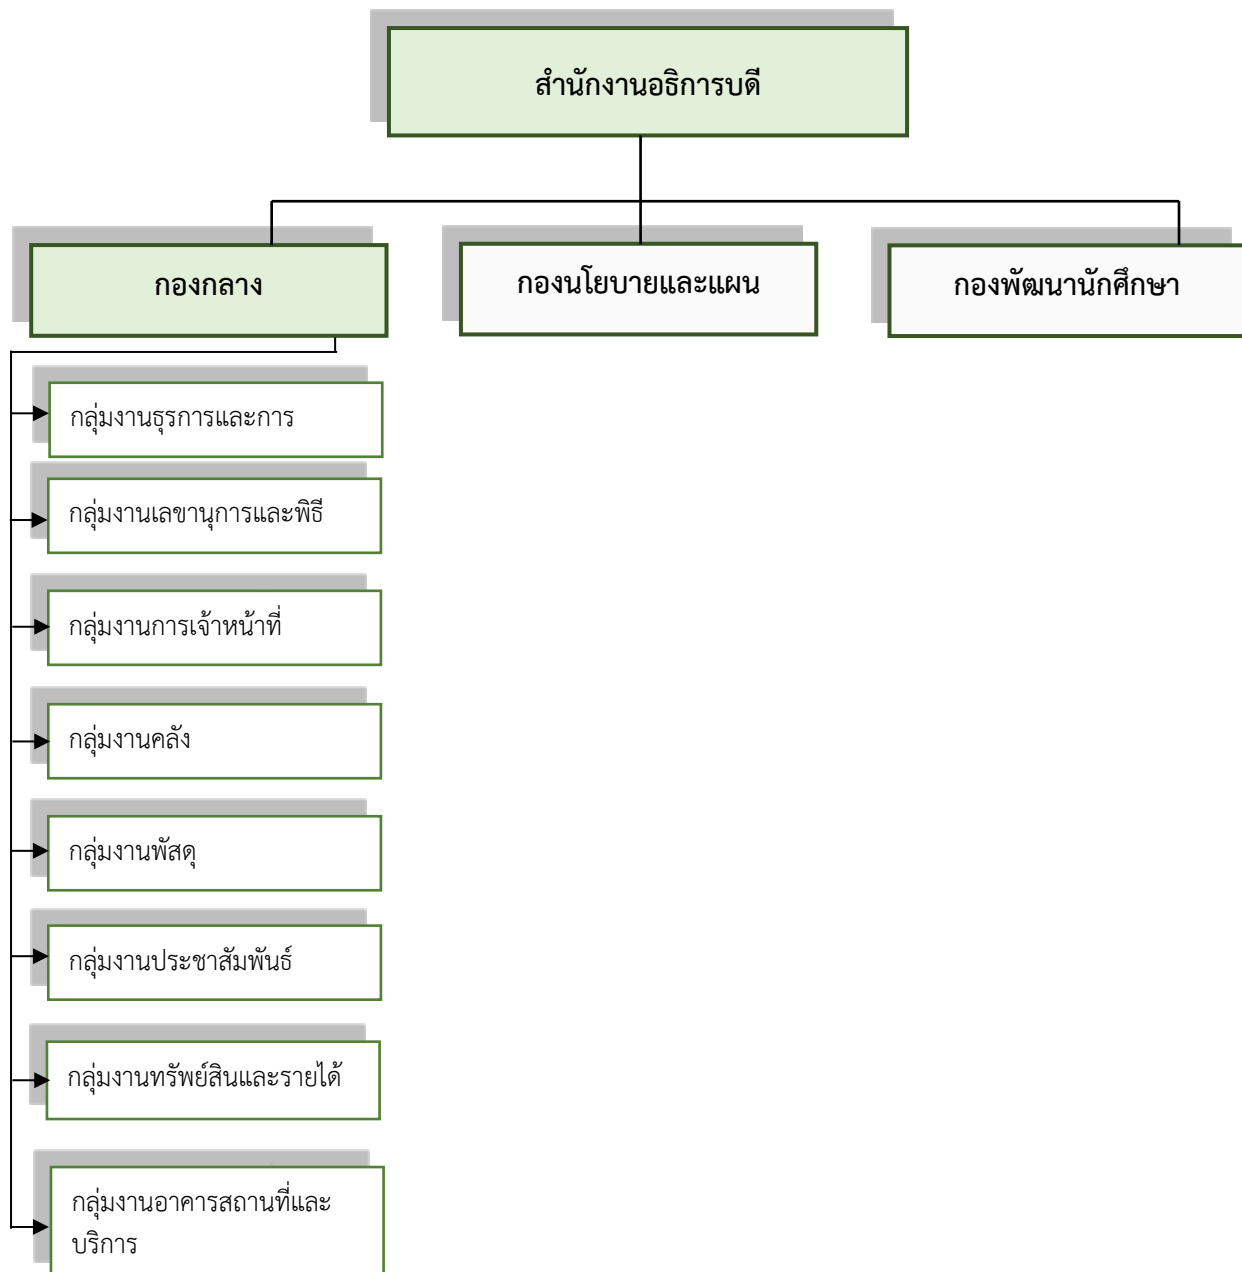 สำนักงานอธิการบดี
กองกลาง
กองนโยบายและแผน
กองพัฒนานักศึกษา
กลุ่มงานธุรการและการ
กลุ่มงานเลขานุการและพิธี
กลุ่มงานการเจ้าหน้าที่
กลุ่มงานคลัง
กลุ่มงานพัสดุ
กลุ่มงานประชาสัมพันธ์
กลุ่มงานทรัพย์สินและรายได้
กลุ่มงานอาคารสถานที่และ
บริการ